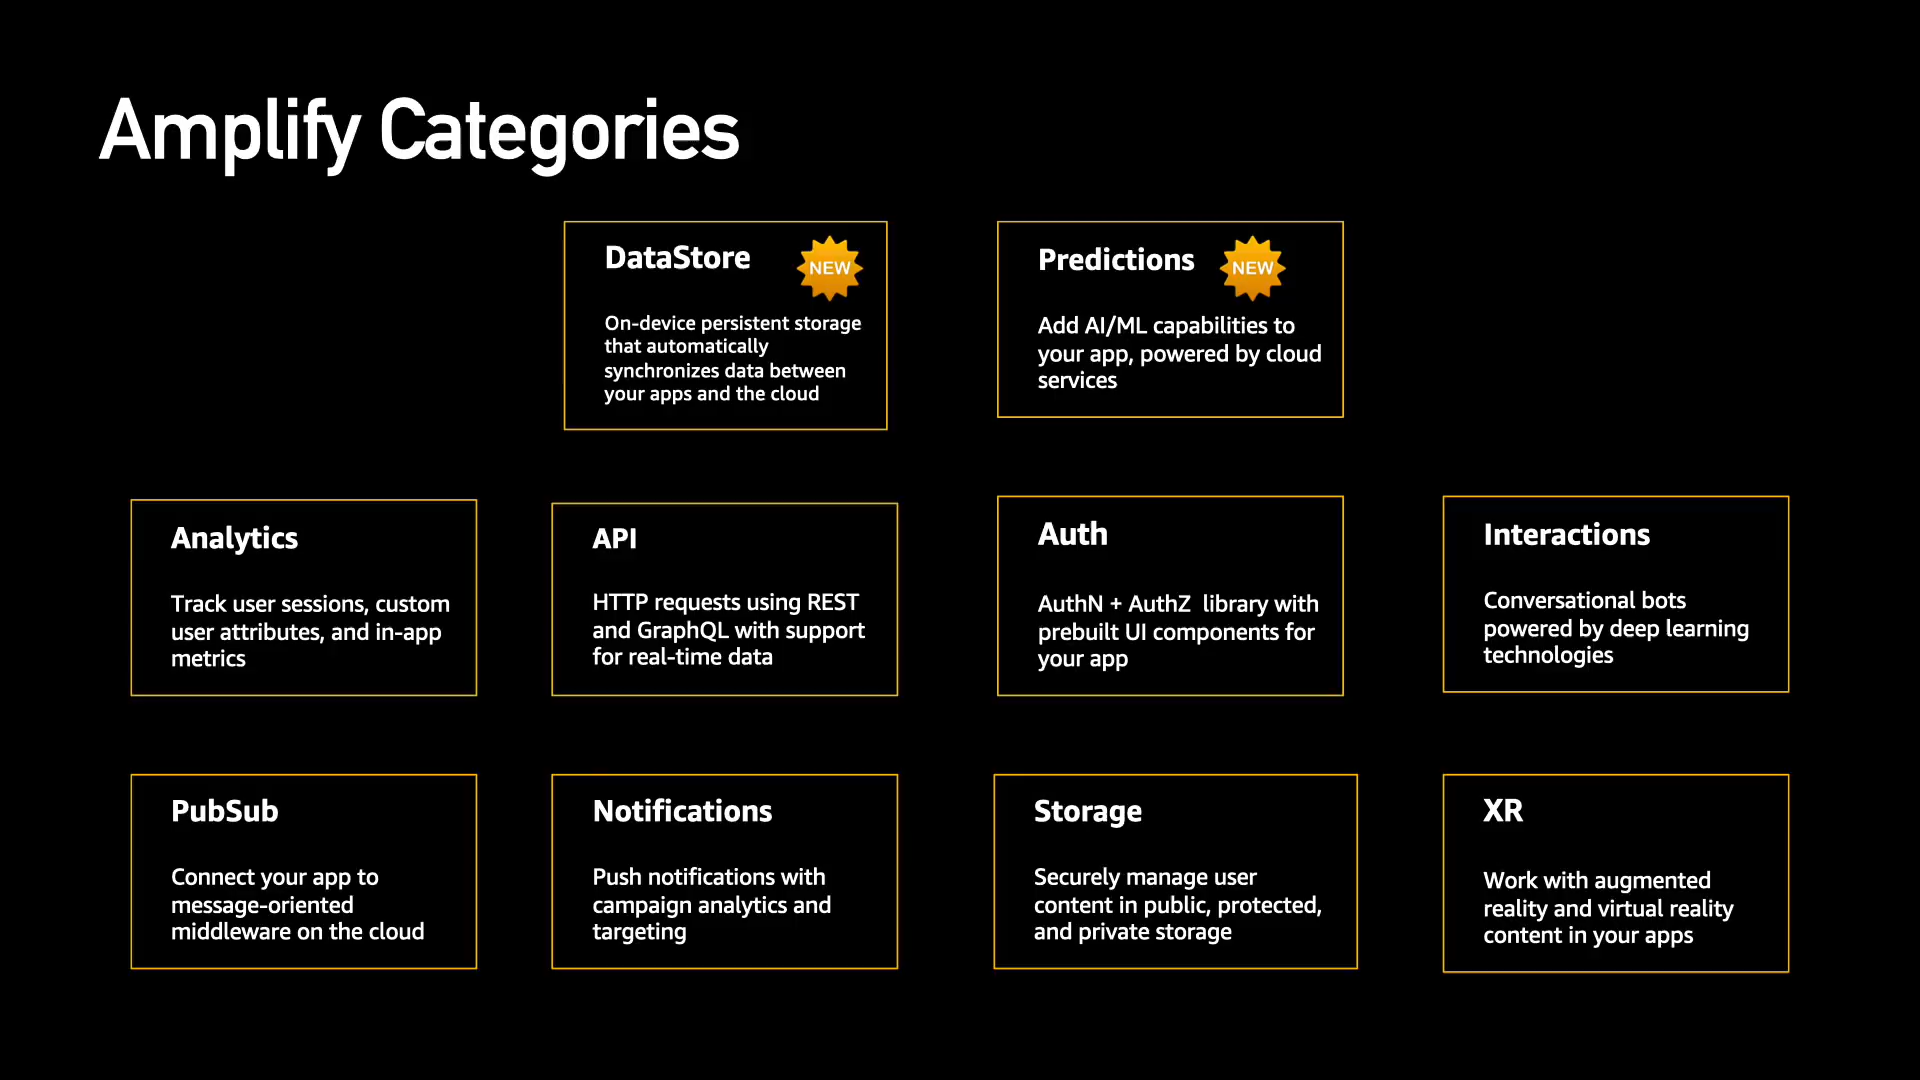 Amplify Categories
DataStore
NEW
On-device persistent storage
that automatically
synchronizes data between
your apps and the cloud
Predictions
NEW
Add AI/ML capabilities to
your app, powered by cloud
services
Analytics
Track user sessions, custom
user attributes, and in-app
metrics
API
HTTP requests using REST
and GraphQL with support
for real-time data
Auth
AuthN + AuthZ  library with
prebuilt UI components for
your app
Interactions
Conversational bots
powered by deep learning
technologies
PubSub
Connect your app to
message-oriented
middleware on the cloud
Notifications
Push notifications with
campaign analytics and
targeting
Storage
Securely manage user
content in public, protected,
and private storage
XR
Work with augmented
reality and virtual reality
content in your apps